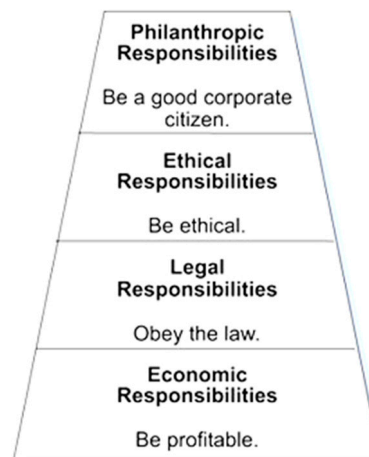 Philanthropic
Responsibilities
Be a good corporate
citizen.
Ethical
Responsibilities
Be ethical.
Legal
Responsibilities
Obey the law.
Economic
Responsibilities
Be profitable.